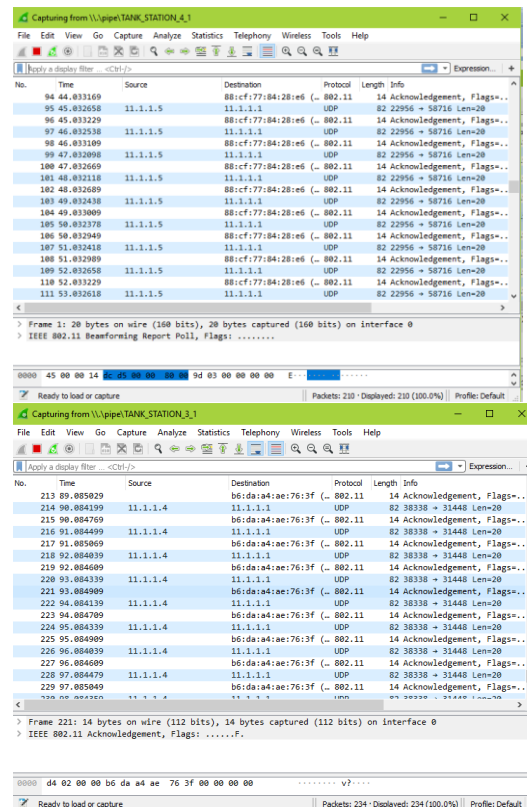 Capturing from \\.\pipe\TANK_STATION_4_1
File Edit View Go Capture Analyze Statistics Telephony Wireless Tools Help
Apply a display filter ... <Ctrl-/> Expression... +
No. Time Source Destination Protocol Length Info
94 44.033169 88:cf:77:84:28:e6 (… 802.11 14 Acknowledgement, Flags=..
95 45.032658 11.1.1.5 11.1.1.1 UDP 82 22956 → 58716 Len=20
96 45.033229 88:cf:77:84:28:e6 (… 802.11 14 Acknowledgement, Flags=..
97 46.032538 11.1.1.5 11.1.1.1 UDP 82 22956 → 58716 Len=20
98 46.033109 88:cf:77:84:28:e6 (… 802.11 14 Acknowledgement, Flags=..
99 47.032098 11.1.1.5 11.1.1.1 UDP 82 22956 → 58716 Len=20
100 47.032669 88:cf:77:84:28:e6 (… 802.11 14 Acknowledgement, Flags=..
101 48.032118 11.1.1.5 11.1.1.1 UDP 82 22956 → 58716 Len=20
102 48.032689 88:cf:77:84:28:e6 (… 802.11 14 Acknowledgement, Flags=..
103 49.032438 11.1.1.5 11.1.1.1 UDP 82 22956 → 58716 Len=20
104 49.033009 88:cf:77:84:28:e6 (… 802.11 14 Acknowledgement, Flags=..
105 50.032378 11.1.1.5 11.1.1.1 UDP 82 22956 → 58716 Len=20
106 50.032949 88:cf:77:84:28:e6 (… 802.11 14 Acknowledgement, Flags=..
107 51.032418 11.1.1.5 11.1.1.1 UDP 82 22956 → 58716 Len=20
108 51.032989 88:cf:77:84:28:e6 (… 802.11 14 Acknowledgement, Flags=..
109 52.032658 11.1.1.5 11.1.1.1 UDP 82 22956 → 58716 Len=20
110 52.033229 88:cf:77:84:28:e6 (… 802.11 14 Acknowledgement, Flags=..
111 53.032618 11.1.1.5 11.1.1.1 UDP 82 22956 → 58716 Len=20
> Frame 1: 20 bytes on wire (160 bits), 20 bytes captured (160 bits) on interface 0
> IEEE 802.11 Beamforming Report Poll, Flags: ........
0000 45 00 00 14 dc d5 00 00 80 00 9d 03 00 00 00 00 E··· ···· ········
Ready to load or capture Packets: 210 · Displayed: 210 (100.0%) Profile: Default
Capturing from \\.\pipe\TANK_STATION_3_1
File Edit View Go Capture Analyze Statistics Telephony Wireless Tools Help
Apply a display filter ... <Ctrl-/> Expression...
No. Time Source Destination Protocol Length Info
213 89.085029 b6:da:a4:ae:76:3f (… 802.11 14 Acknowledgement, Flags=..
214 90.084199 11.1.1.4 11.1.1.1 UDP 82 38338 → 31448 Len=20
215 90.084769 b6:da:a4:ae:76:3f (… 802.11 14 Acknowledgement, Flags=..
216 91.084499 11.1.1.4 11.1.1.1 UDP 82 38338 → 31448 Len=20
217 91.085069 b6:da:a4:ae:76:3f (… 802.11 14 Acknowledgement, Flags=..
218 92.084039 11.1.1.4 11.1.1.1 UDP 82 38338 → 31448 Len=20
219 92.084609 b6:da:a4:ae:76:3f (… 802.11 14 Acknowledgement, Flags=..
220 93.084339 11.1.1.4 11.1.1.1 UDP 82 38338 → 31448 Len=20
221 93.084909 b6:da:a4:ae:76:3f (… 802.11 14 Acknowledgement, Flags=..
222 94.084139 11.1.1.4 11.1.1.1 UDP 82 38338 → 31448 Len=20
223 94.084709 b6:da:a4:ae:76:3f (… 802.11 14 Acknowledgement, Flags=..
224 95.084339 11.1.1.4 11.1.1.1 UDP 82 38338 → 31448 Len=20
225 95.084909 b6:da:a4:ae:76:3f (… 802.11 14 Acknowledgement, Flags=..
226 96.084039 11.1.1.4 11.1.1.1 UDP 82 38338 → 31448 Len=20
227 96.084609 b6:da:a4:ae:76:3f (… 802.11 14 Acknowledgement, Flags=..
228 97.084479 11.1.1.4 11.1.1.1 UDP 82 38338 → 31448 Len=20
229 97.085049 b6:da:a4:ae:76:3f (… 802.11 14 Acknowledgement, Flags=..
> Frame 221: 14 bytes on wire (112 bits), 14 bytes captured (112 bits) on interface 0
> IEEE 802.11 Acknowledgement, Flags: ......F.
0000 d4 02 00 00 b6 da a4 ae 76 3f 00 00 00 00 ········ v?····
Ready to load or capture Packets: 234 · Displayed: 234 (100.0%) Profile: Default